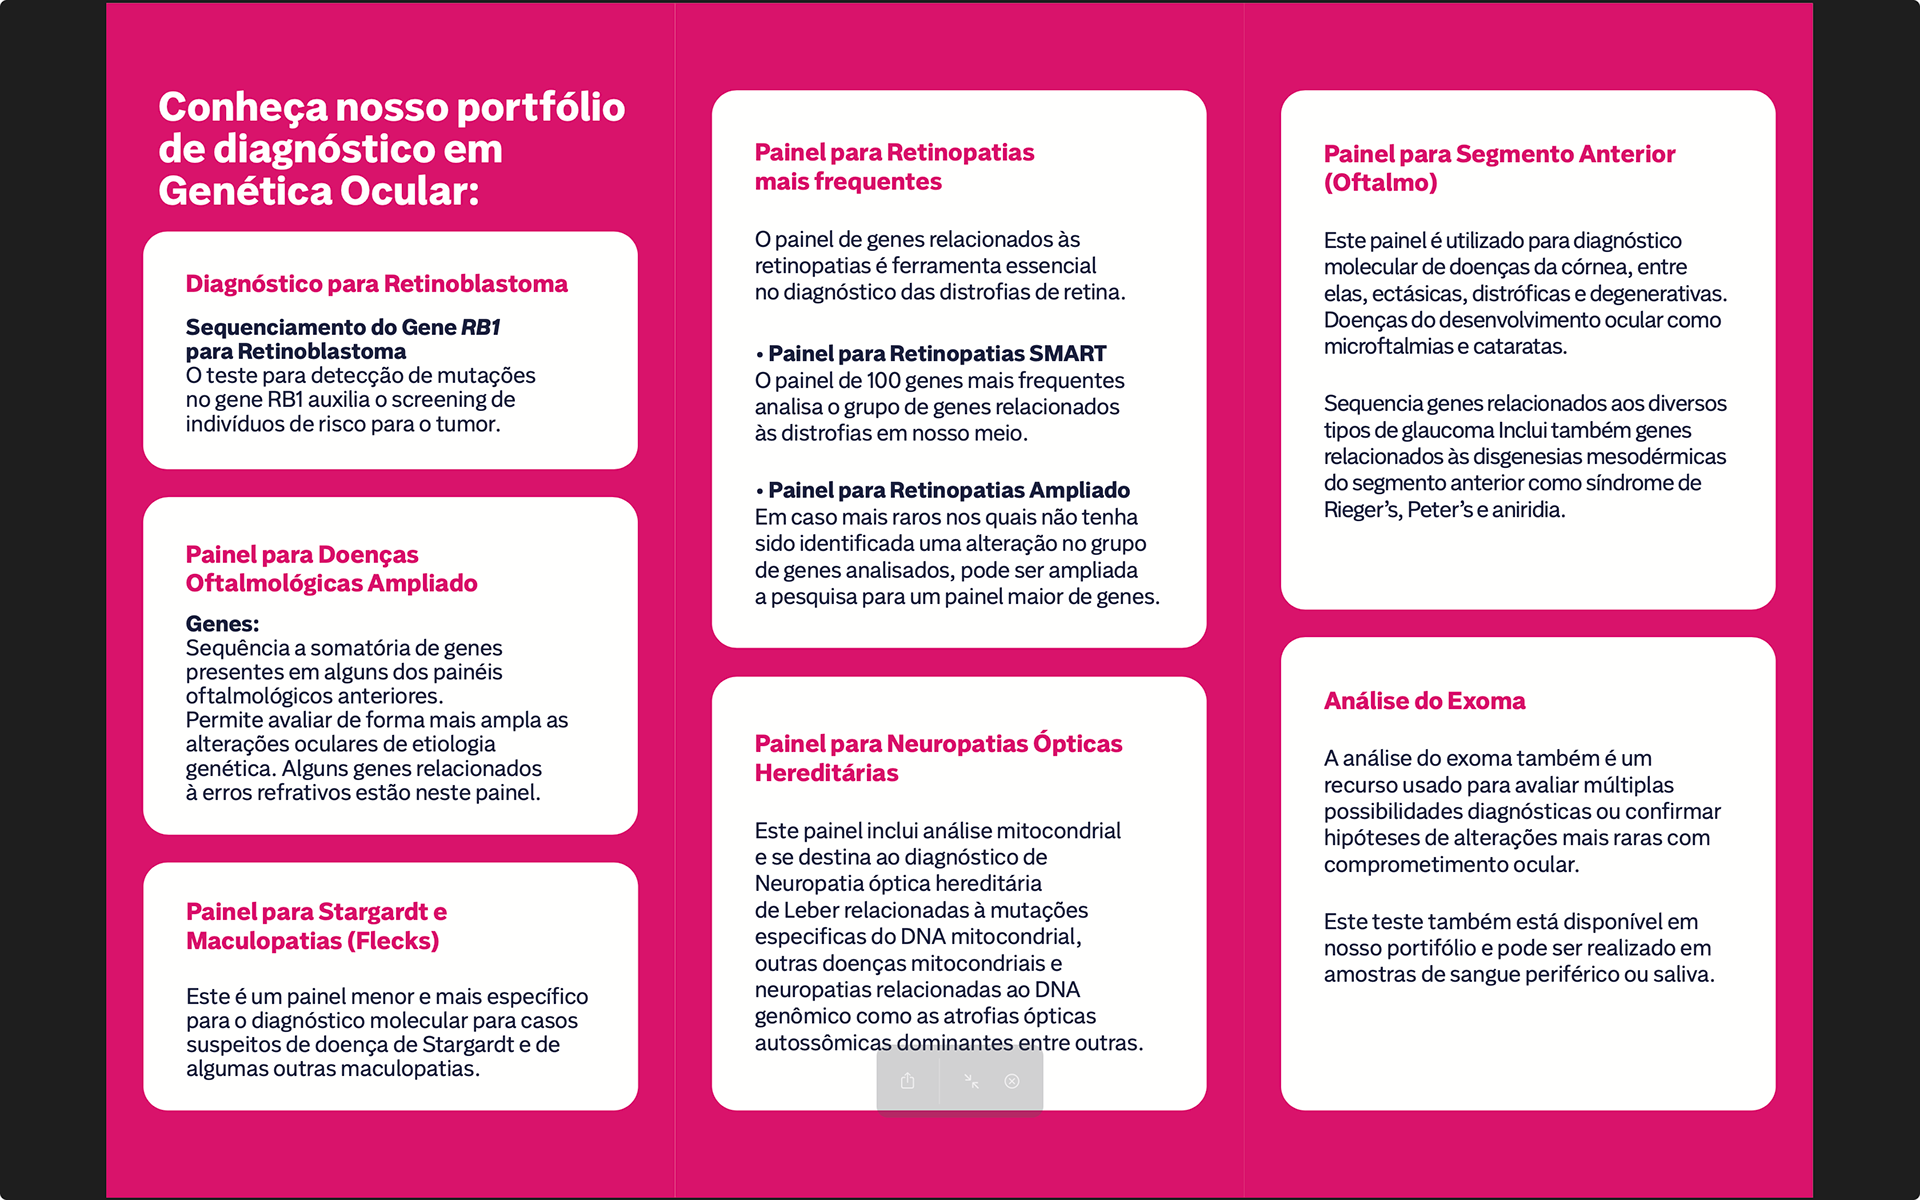 Conheça nosso portfólio
de diagnóstico em
Genética Ocular:
Diagnóstico para Retinoblastoma
Sequenciamento do Gene RB1
para Retinoblastoma
O teste para detecção de mutações
no gene RB1 auxilia o screening de
indivíduos de risco para o tumor.
Painel para Doenças
Oftalmológicas Ampliado
Genes:
Sequência a somatória de genes
presentes em alguns dos painéis
oftalmológicos anteriores.
Permite avaliar de forma mais ampla as
alterações oculares de etiologia
genética. Alguns genes relacionados
à erros refrativos estão neste painel.
Painel para Stargardt e
Maculopatias (Flecks)
Este é um painel menor e mais específico
para o diagnóstico molecular para casos
suspeitos de doença de Stargardt e de
algumas outras maculopatias.
Painel para Retinopatias
mais frequentes
O painel de genes relacionados às
retinopatias é ferramenta essencial
no diagnóstico das distrofias de retina.
• Painel para Retinopatias SMART
O painel de 100 genes mais frequentes
analisa o grupo de genes relacionados
às distrofias em nosso meio.
• Painel para Retinopatias Ampliado
Em caso mais raros nos quais não tenha
sido identificada uma alteração no grupo
de genes analisados, pode ser ampliada
a pesquisa para um painel maior de genes.
Painel para Neuropatias Ópticas
Hereditárias
Este painel inclui análise mitocondrial
e se destina ao diagnóstico de
Neuropatia óptica hereditária
de Leber relacionadas à mutações
especificas do DNA mitocondrial,
outras doenças mitocondriais e
neuropatias relacionadas ao DNA
genômico como as atrofias ópticas
autossômicas dominantes entre outras.
Painel para Segmento Anterior
(Oftalmo)
Este painel é utilizado para diagnóstico
molecular de doenças da córnea, entre
elas, ectásicas, distróficas e degenerativas.
Doenças do desenvolvimento ocular como
microftalmias e cataratas.
Sequencia genes relacionados aos diversos
tipos de glaucoma Inclui também genes
relacionados às disgenesias mesodérmicas
do segmento anterior como síndrome de
Rieger's, Peter's e aniridia.
Análise do Exoma
A análise do exoma também é um
recurso usado para avaliar múltiplas
possibilidades diagnósticas ou confirmar
hipóteses de alterações mais raras com
comprometimento ocular.
Este teste também está disponível em
nosso portifólio e pode ser realizado em
amostras de sangue periférico ou saliva.